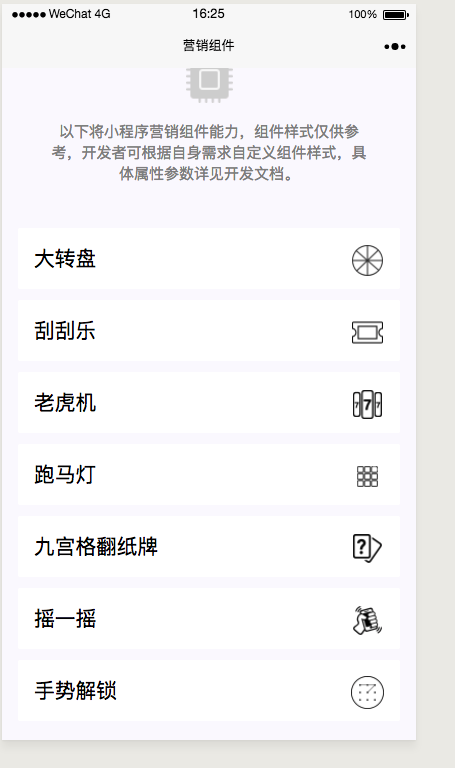 WeChat 4G 16:25 100%
营销组件
以下将小程序营销组件能力，组件样式仅供参
考，开发者可根据自身需求自定义组件样式，具
体属性参数详见开发文档。
大转盘
刮刮乐
老虎机
7 7 7
跑马灯
九宫格翻纸牌
?
摇一摇
手势解锁